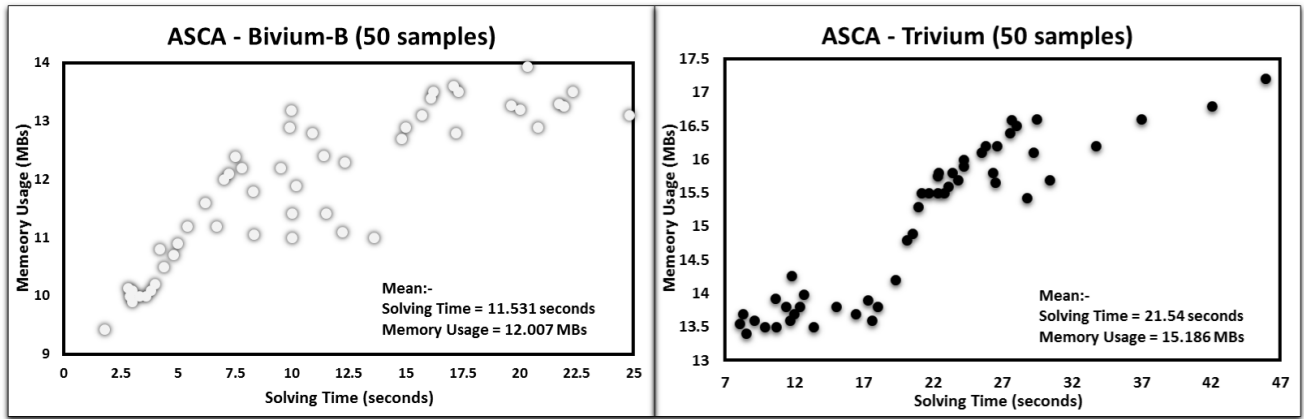 ASCA - Bivium-B (50 samples)
Memeory Usage (MBs)
14
13
12
11
10
9
Mean:-
Solving Time = 11.531 seconds
Memory Usage = 12.007 MBs
0 2.5 5 7.5 10 12.5 15 17.5 20 22.5 25
Solving Time (seconds)
ASCA - Trivium (50 samples)
Memeory Usage (MBs)
17.5
17
16.5
16
15.5
15
14.5
14
13.5
13
Mean:-
Solving Time = 21.54 seconds
Memory Usage = 15.186 MBs
7 12 17 22 27 32 37 42 47
Solving Time (seconds)